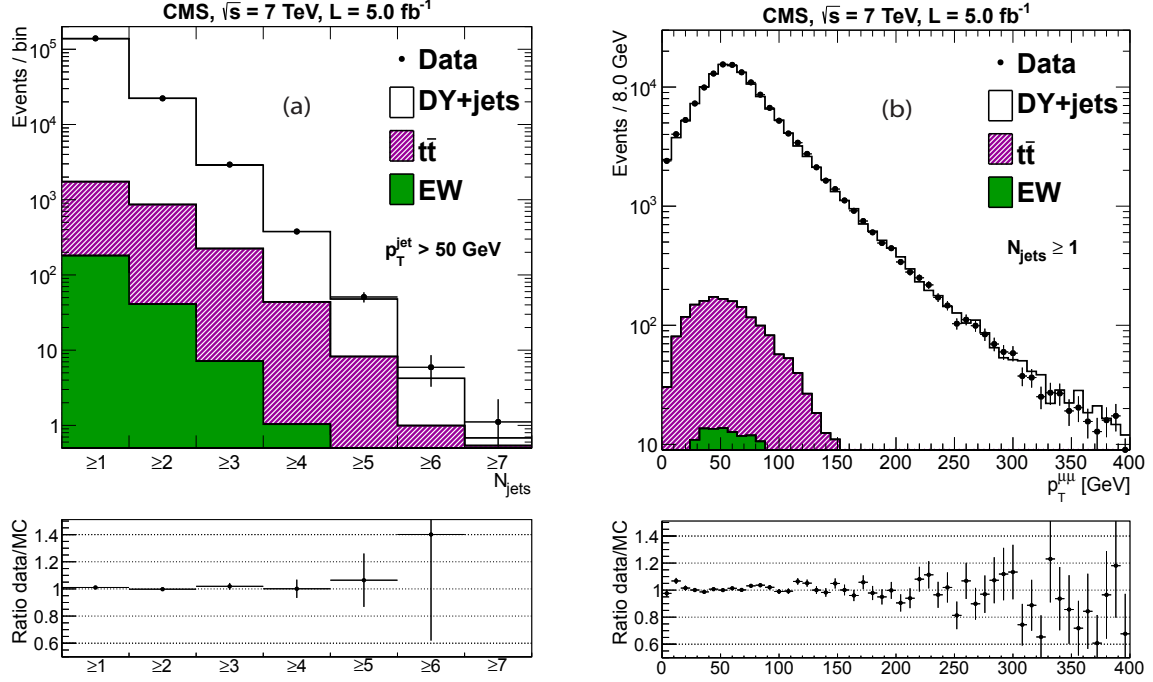 CMS, √s = 7 TeV, L = 5.0 fb⁻¹
Events / bin
10⁵
10⁴
10³
10²
10
1
(a)
Data
DY+jets
tt̄
EW
p_T^jet > 50 GeV
≥1 ≥2 ≥3 ≥4 ≥5 ≥6 ≥7
N_jets
Ratio data/MC
1.4
1.2
1
0.8
0.6
≥1 ≥2 ≥3 ≥4 ≥5 ≥6 ≥7
CMS, √s = 7 TeV, L = 5.0 fb⁻¹
Events / 8.0 GeV
10⁴
10³
10²
10
(b)
Data
DY+jets
tt̄
EW
N_jets ≥ 1
0 50 100 150 200 250 300 350 400
p_T^μμ [GeV]
Ratio data/MC
1.4
1.2
1
0.8
0.6
0 50 100 150 200 250 300 350 400